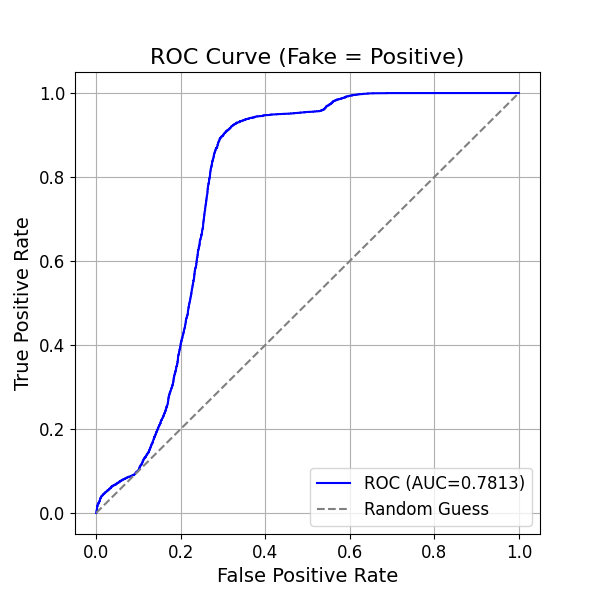 ROC Curve (Fake = Positive)
True Positive Rate
1.0
0.8
0.6
0.4
0.2
0.0
ROC (AUC=0.7813)
Random Guess
0.0 0.2 0.4 0.6 0.8 1.0
False Positive Rate